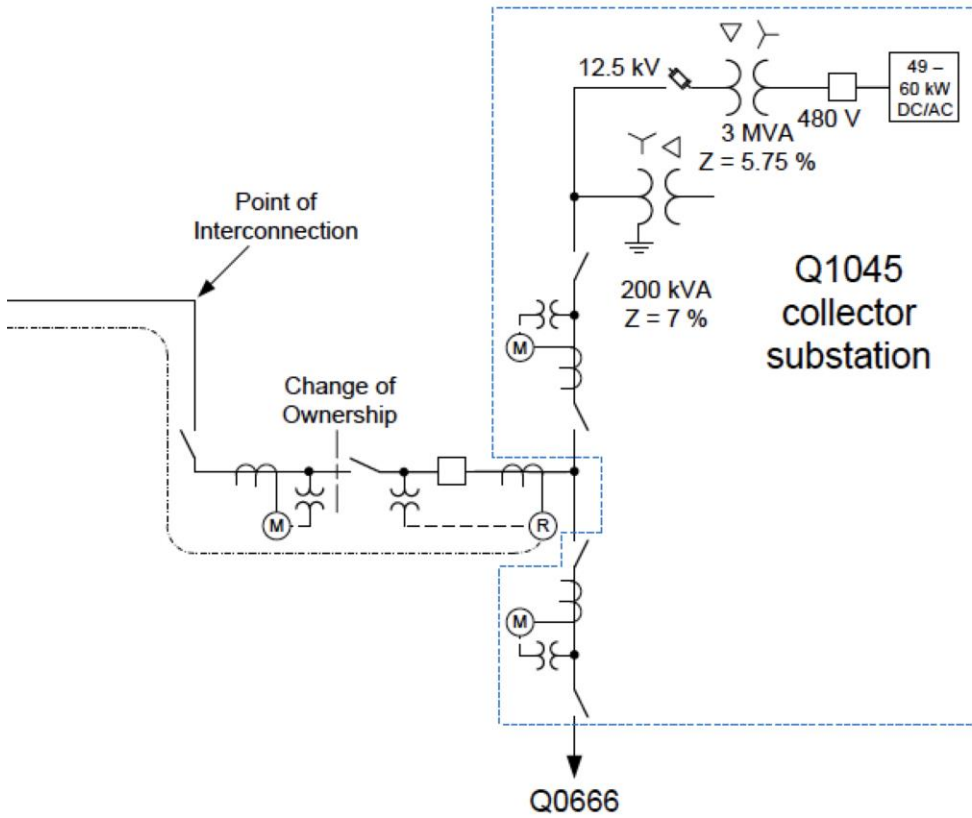 12.5 kV
49 –
60 kW
DC/AC
480 V
3 MVA
Z = 5.75 %
Point of
Interconnection
Q1045
collector
substation
200 kVA
Z = 7 %
M
Change of
Ownership
M
R
M
Q0666